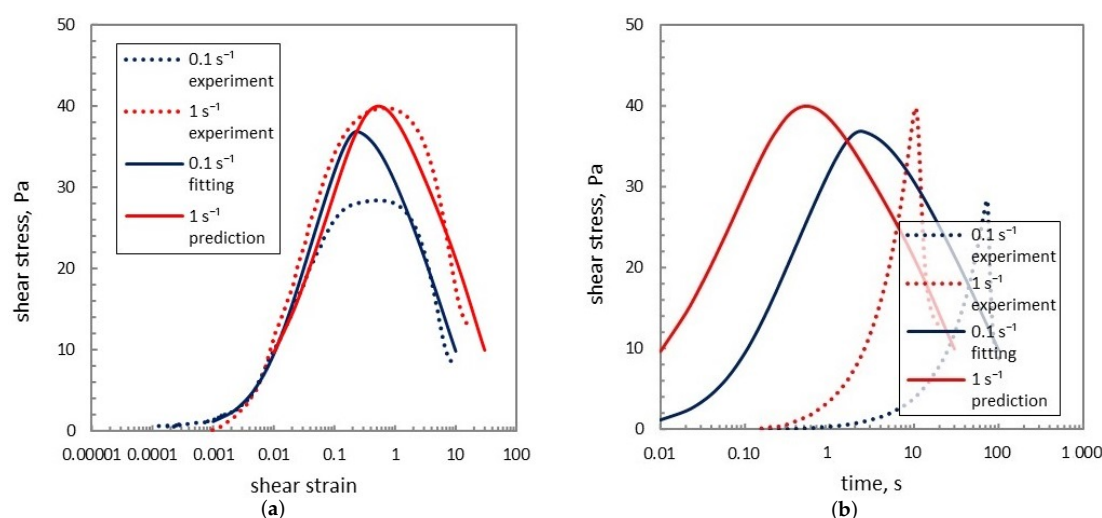 50
40
30
20
10
0
shear stress, Pa
0.1 s⁻¹
experiment
1 s⁻¹
experiment
0.1 s⁻¹
fitting
1 s⁻¹
prediction
0.00001 0.0001 0.001 0.01 0.1 1 10 100
shear strain
(a)
50
40
30
20
10
0
shear stress, Pa
0.1 s⁻¹
experiment
1 s⁻¹
experiment
0.1 s⁻¹
fitting
1 s⁻¹
prediction
0.01 0.10 1 10 100 1 000
time, s
(b)